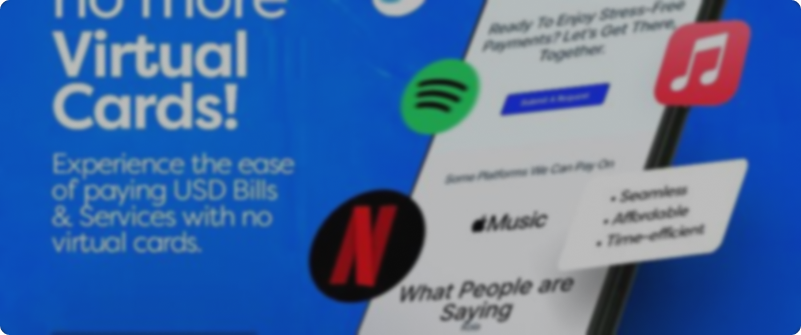 no more
Virtual
Cards!
Experience the ease
of paying USD Bills
& Services with no
virtual cards.
Ready To Enjoy Stress-Free
Payments? Let's Get There,
Together.
Submit A Request
Some Platforms We Can Pay On
Music
• Seamless
• Affordable
• Time-efficient
What People are
Saying